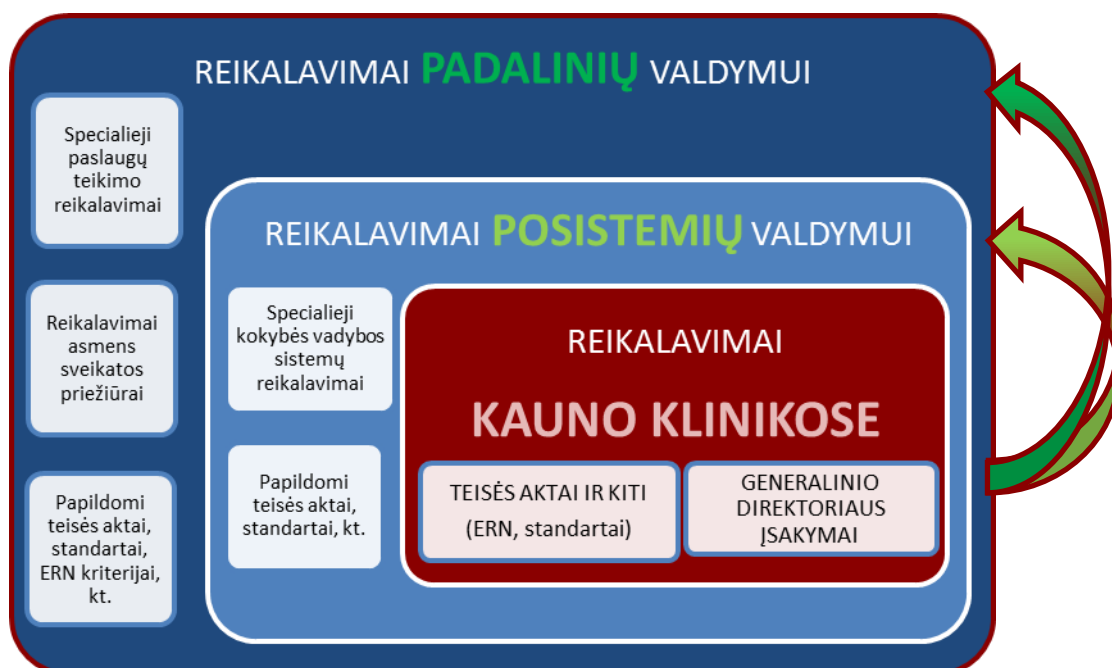 REIKALAVIMAI PADALINIŲ VALDYMUI
Specialieji
paslaugų
teikimo
reikalavimai
Reikalavimai
asmens
sveikatos
priežiūrai
Papildomi
teisės aktai,
standartai,
ERN kriterijai,
kt.
REIKALAVIMAI POSISTEMIŲ VALDYMUI
Specialieji
kokybės vadybos
sistemų
reikalavimai
Papildomi
teisės aktai,
standartai, kt.
REIKALAVIMAI
KAUNO KLINIKOSE
TEISĖS AKTAI IR KITI
(ERN, standartai)
GENERALINIO
DIREKTORIAUS
ĮSAKYMAI